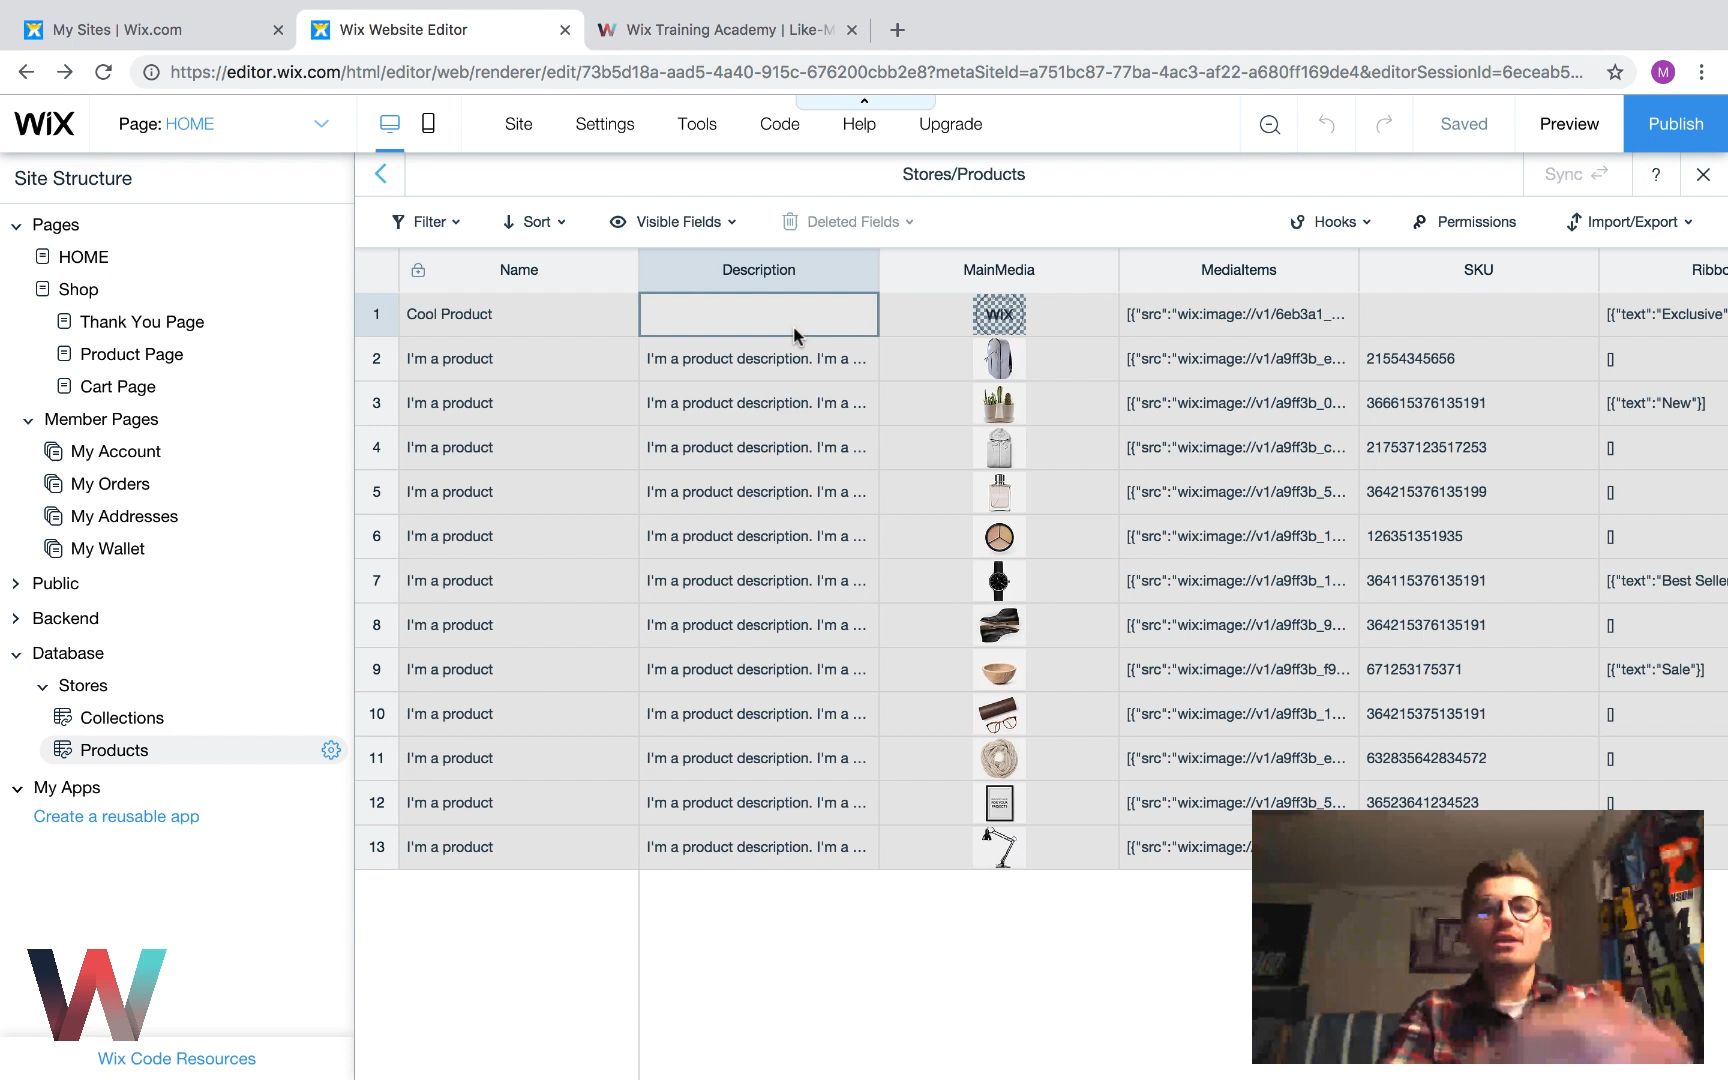 My Sites | Wix.com
Wix Website Editor
Wix Training Academy | Like-M
https://editor.wix.com/html/editor/web/renderer/edit/73b5d18a-aad5-4a40-915c-676200cbb2e8?metaSiteId=a751bc87-77ba-4ac3-af22-a680ff169de4&editorSessionId=6eceab5...
M
WiX
Page: HOME
Site
Settings
Tools
Code
Help
Upgrade
Saved
Preview
Publish
Site Structure
Stores/Products
Sync
?
Filter
Sort
Visible Fields
Deleted Fields
Hooks
Permissions
Import/Export
Pages
HOME
Shop
Thank You Page
Product Page
Cart Page
Member Pages
My Account
My Orders
My Addresses
My Wallet
Public
Backend
Database
Stores
Collections
Products
My Apps
Create a reusable app
Wix Code Resources
Name Description MainMedia MediaItems SKU Ribbo
1 Cool Product WiX [{"src":"wix:image://v1/6eb3a1_... [{"text":"Exclusive"
2 I'm a product I'm a product description. I'm a ... [{"src":"wix:image://v1/a9ff3b_e... 21554345656 []
3 I'm a product I'm a product description. I'm a ... [{"src":"wix:image://v1/a9ff3b_0... 366615376135191 [{"text":"New"}]
4 I'm a product I'm a product description. I'm a ... [{"src":"wix:image://v1/a9ff3b_c... 217537123517253 []
5 I'm a product I'm a product description. I'm a ... [{"src":"wix:image://v1/a9ff3b_5... 364215376135199 []
6 I'm a product I'm a product description. I'm a ... [{"src":"wix:image://v1/a9ff3b_1... 126351351935 []
7 I'm a product I'm a product description. I'm a ... [{"src":"wix:image://v1/a9ff3b_1... 364115376135191 [{"text":"Best Selle
8 I'm a product I'm a product description. I'm a ... [{"src":"wix:image://v1/a9ff3b_9... 364215376135191 []
9 I'm a product I'm a product description. I'm a ... [{"src":"wix:image://v1/a9ff3b_f9... 671253175371 [{"text":"Sale"}]
10 I'm a product I'm a product description. I'm a ... [{"src":"wix:image://v1/a9ff3b_1... 364215375135191 []
11 I'm a product I'm a product description. I'm a ... [{"src":"wix:image://v1/a9ff3b_e... 632835642834572 []
12 I'm a product I'm a product description. I'm a ... [{"src":"wix:image://v1/a9ff3b_5... 36523641234523 []
13 I'm a product I'm a product description. I'm a ... [{"src":"wix:image:/